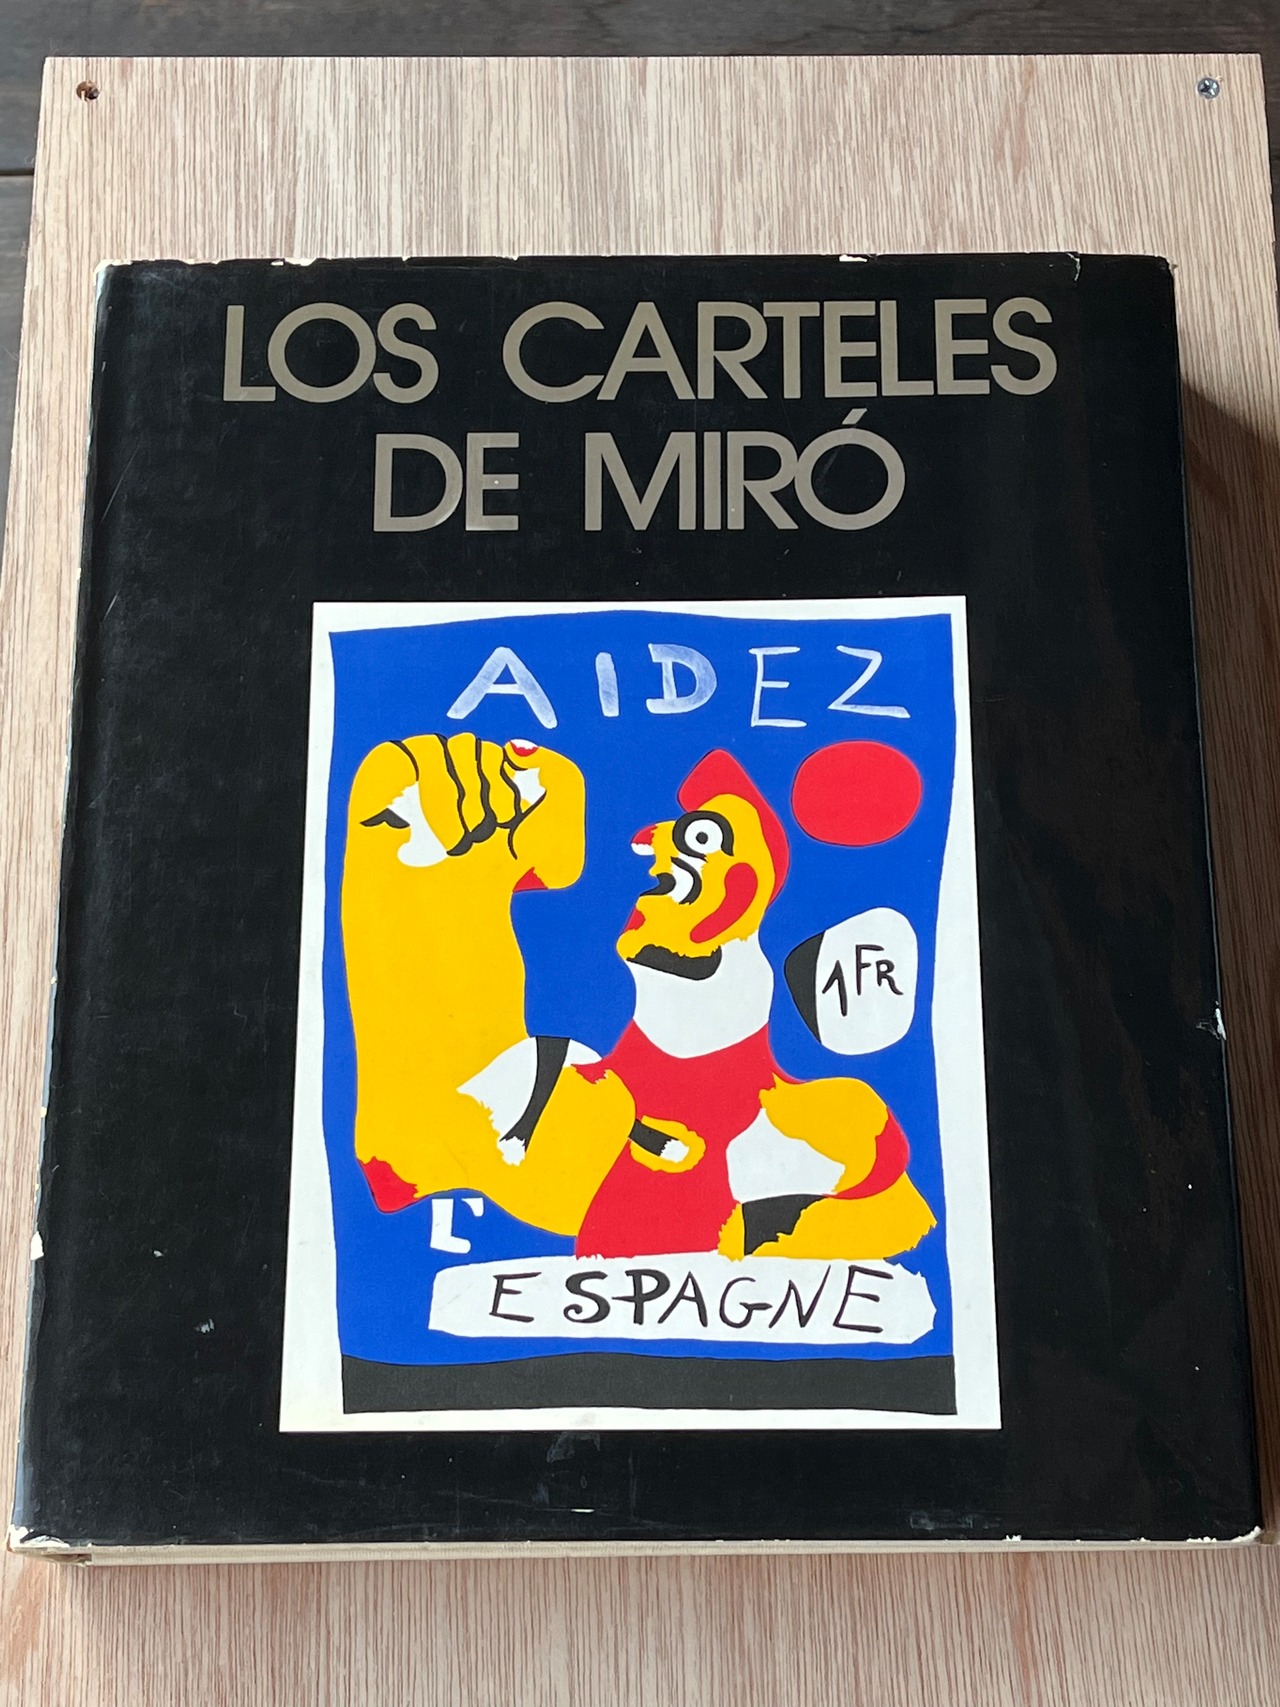 LOS CARTELES
DE MIRÓ
AIDEZ
1FR
L'
ESPAGNE